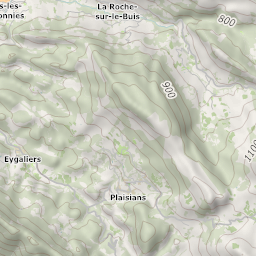 s-les-
onnies
La Roche-
sur-le-Buis
800
900
1100
Eygaliers
Plaisians